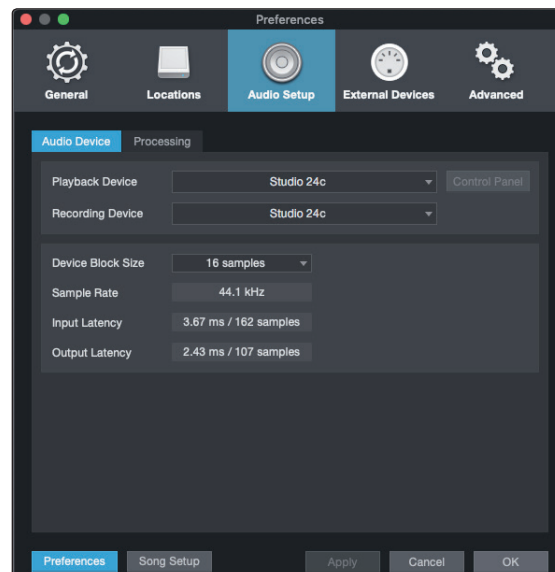 Preferences
General Locations Audio Setup External Devices Advanced
Audio Device Processing
Playback Device Studio 24c Control Panel
Recording Device Studio 24c
Device Block Size 16 samples
Sample Rate 44.1 kHz
Input Latency 3.67 ms / 162 samples
Output Latency 2.43 ms / 107 samples
Preferences Song Setup Apply Cancel OK